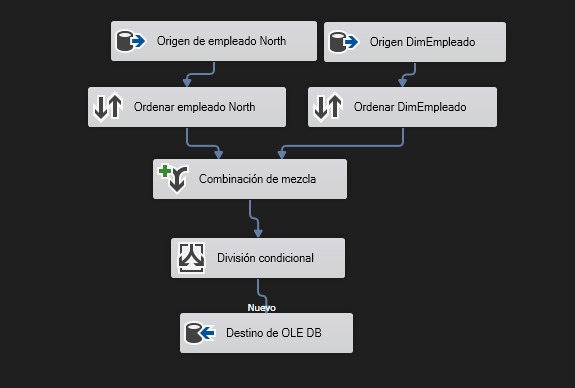 Origen de empleado North
Origen DimEmpleado
Ordenar empleado North
Ordenar DimEmpleado
Combinación de mezcla
División condicional
Nuevo
Destino de OLE DB